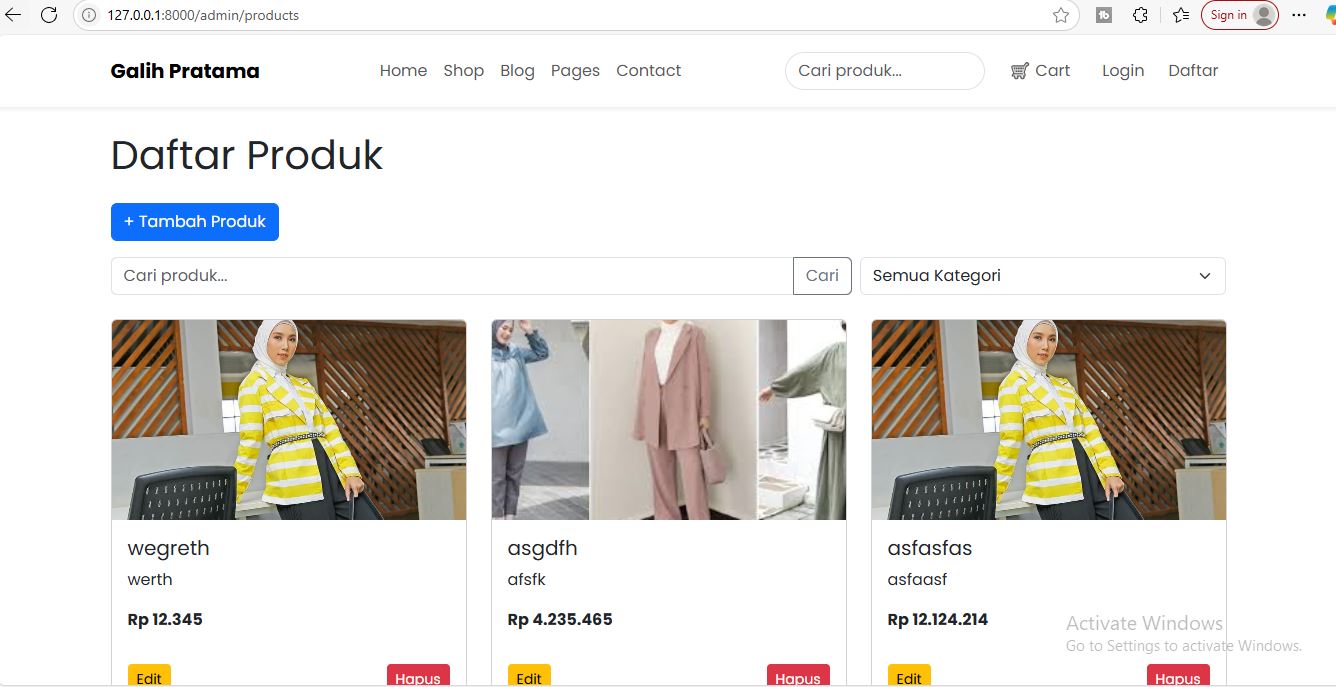 127.0.0.1:8000/admin/products
Sign in
Galih Pratama
Home Shop Blog Pages Contact
Cari produk...
Cart Login Daftar
Daftar Produk
+ Tambah Produk
Cari produk...
Cari
Semua Kategori
wegreth
werth
Rp 12.345
Edit Hapus
asgdfh
afsfk
Rp 4.235.465
Edit Hapus
asfasfas
asfaasf
Rp 12.124.214
Edit Hapus
Activate Windows
Go to Settings to activate Windows.